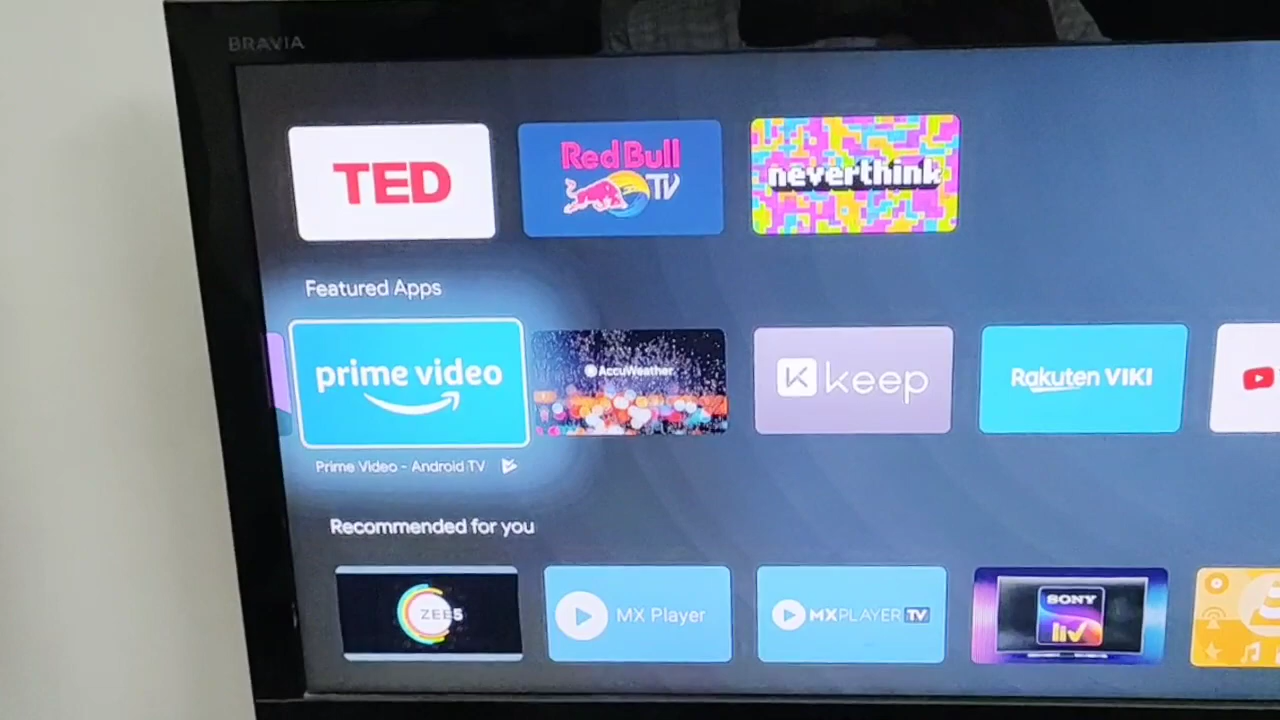 BRAVIA
TED
Red Bull
TV
neverthink
Featured Apps
prime video
AccuWeather
keep
Rakuten VIKI
Prime Video - Android TV
Recommended for you
ZEE5
MX Player
MXPLAYER TV
SONY
liv